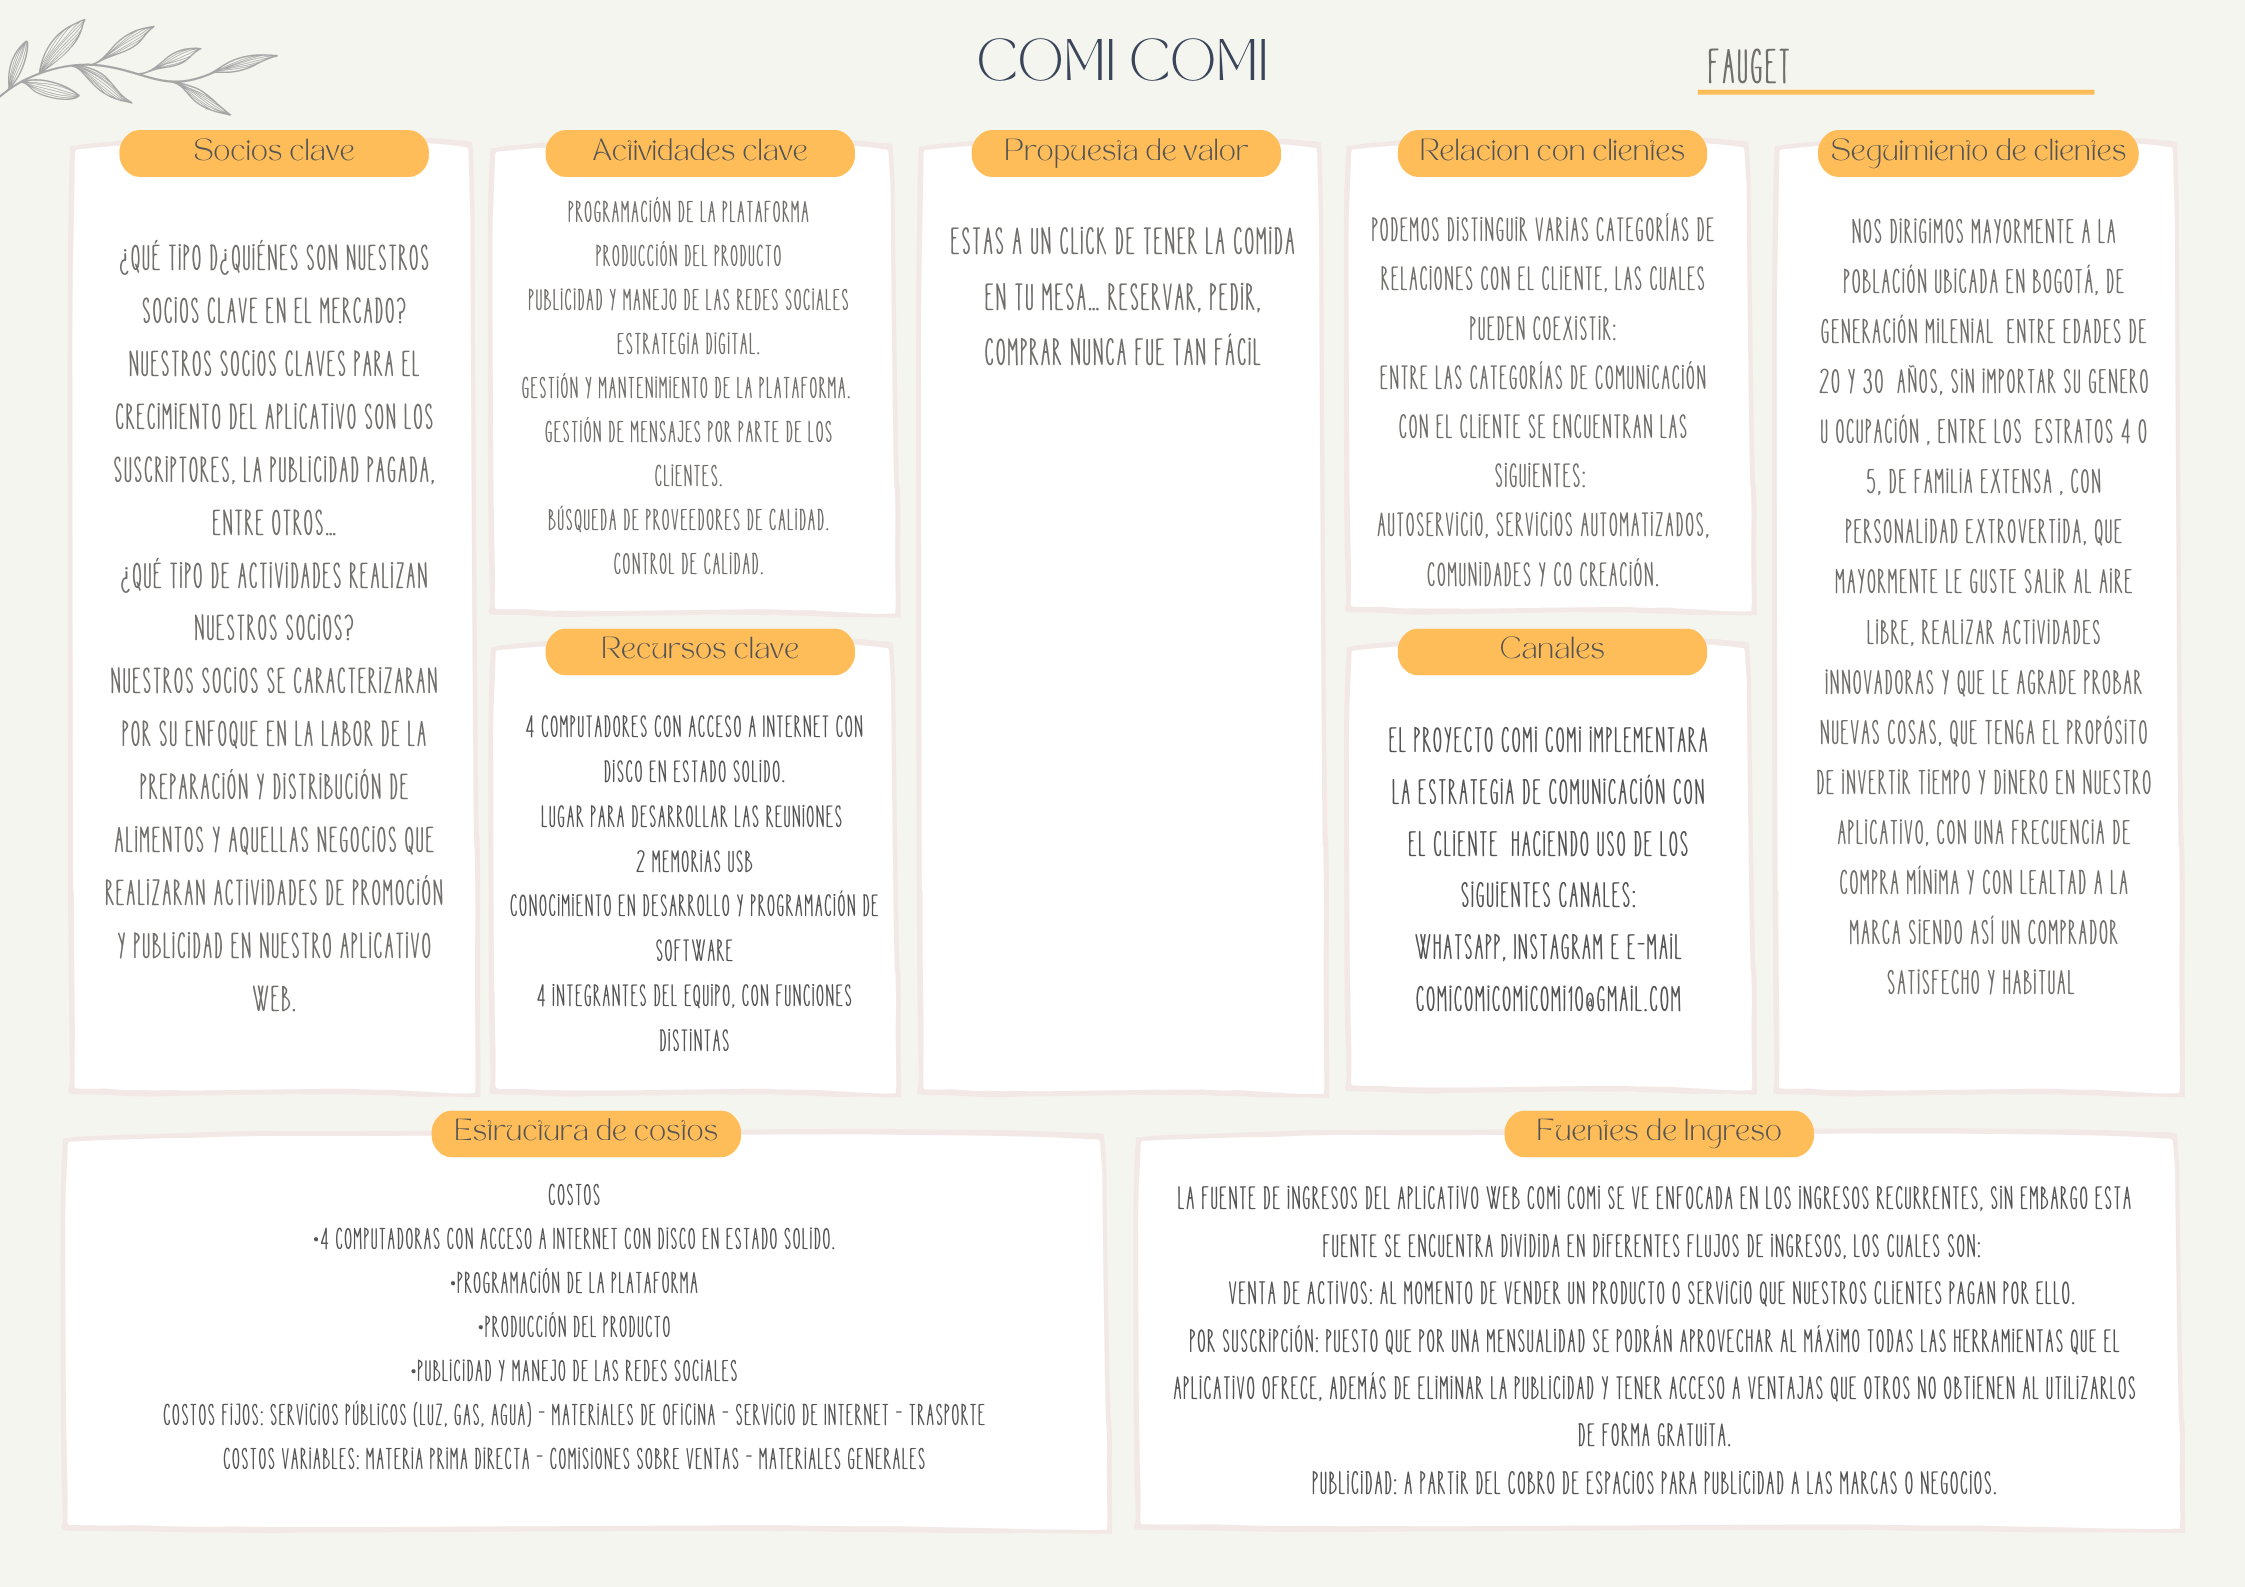 COMI COMI
FAUGET
Socios clave
¿QUÉ TIPO D¿QUIÉNES SON NUESTROS
SOCIOS CLAVE EN EL MERCADO?
NUESTROS SOCIOS CLAVES PARA EL
CRECIMIENTO DEL APLICATIVO SON LOS
SUSCRIPTORES, LA PUBLICIDAD PAGADA,
ENTRE OTROS...
¿QUÉ TIPO DE ACTIVIDADES REALIZAN
NUESTROS SOCIOS?
NUESTROS SOCIOS SE CARACTERIZARAN
POR SU ENFOQUE EN LA LABOR DE LA
PREPARACIÓN Y DISTRIBUCIÓN DE
ALIMENTOS Y AQUELLAS NEGOCIOS QUE
REALIZARAN ACTIVIDADES DE PROMOCIÓN
Y PUBLICIDAD EN NUESTRO APLICATIVO
WEB.
Actividades clave
PROGRAMACIÓN DE LA PLATAFORMA
PRODUCCIÓN DEL PRODUCTO
PUBLICIDAD Y MANEJO DE LAS REDES SOCIALES
ESTRATEGIA DIGITAL.
GESTIÓN Y MANTENIMIENTO DE LA PLATAFORMA.
GESTIÓN DE MENSAJES POR PARTE DE LOS
CLIENTES.
BÚSQUEDA DE PROVEEDORES DE CALIDAD.
CONTROL DE CALIDAD.
Recursos clave
4 COMPUTADORES CON ACCESO A INTERNET CON
DISCO EN ESTADO SOLIDO.
LUGAR PARA DESARROLLAR LAS REUNIONES
2 MEMORIAS USB
CONOCIMIENTO EN DESARROLLO Y PROGRAMACIÓN DE
SOFTWARE
4 INTEGRANTES DEL EQUIPO, CON FUNCIONES
DISTINTAS
Propuesta de valor
ESTAS A UN CLICK DE TENER LA COMIDA
EN TU MESA... RESERVAR, PEDIR,
COMPRAR NUNCA FUE TAN FÁCIL
Relacion con clientes
PODEMOS DISTINGUIR VARIAS CATEGORÍAS DE
RELACIONES CON EL CLIENTE, LAS CUALES
PUEDEN COEXISTIR:
ENTRE LAS CATEGORÍAS DE COMUNICACIÓN
CON EL CLIENTE SE ENCUENTRAN LAS
SIGUIENTES:
AUTOSERVICIO, SERVICIOS AUTOMATIZADOS,
COMUNIDADES Y CO CREACIÓN.
Canales
EL PROYECTO COMI COMI IMPLEMENTARA
LA ESTRATEGIA DE COMUNICACIÓN CON
EL CLIENTE HACIENDO USO DE LOS
SIGUIENTES CANALES:
WHATSAPP, INSTAGRAM E E-MAIL
COMICOMICOMICOMI10@GMAIL.COM
Seguimiento de clientes
NOS DIRIGIMOS MAYORMENTE A LA
POBLACIÓN UBICADA EN BOGOTÁ, DE
GENERACIÓN MILENIAL ENTRE EDADES DE
20 Y 30 AÑOS, SIN IMPORTAR SU GENERO
U OCUPACIÓN , ENTRE LOS ESTRATOS 4 O
5, DE FAMILIA EXTENSA , CON
PERSONALIDAD EXTROVERTIDA, QUE
MAYORMENTE LE GUSTE SALIR AL AIRE
LIBRE, REALIZAR ACTIVIDADES
INNOVADORAS Y QUE LE AGRADE PROBAR
NUEVAS COSAS, QUE TENGA EL PROPÓSITO
DE INVERTIR TIEMPO Y DINERO EN NUESTRO
APLICATIVO, CON UNA FRECUENCIA DE
COMPRA MÍNIMA Y CON LEALTAD A LA
MARCA SIENDO ASÍ UN COMPRADOR
SATISFECHO Y HABITUAL
Estructura de costos
COSTOS
•4 COMPUTADORAS CON ACCESO A INTERNET CON DISCO EN ESTADO SOLIDO.
•PROGRAMACIÓN DE LA PLATAFORMA
•PRODUCCIÓN DEL PRODUCTO
•PUBLICIDAD Y MANEJO DE LAS REDES SOCIALES
COSTOS FIJOS: SERVICIOS PÚBLICOS (LUZ, GAS, AGUA) - MATERIALES DE OFICINA - SERVICIO DE INTERNET - TRASPORTE
COSTOS VARIABLES: MATERIA PRIMA DIRECTA - COMISIONES SOBRE VENTAS - MATERIALES GENERALES
Fuentes de Ingreso
LA FUENTE DE INGRESOS DEL APLICATIVO WEB COMI COMI SE VE ENFOCADA EN LOS INGRESOS RECURRENTES, SIN EMBARGO ESTA
FUENTE SE ENCUENTRA DIVIDIDA EN DIFERENTES FLUJOS DE INGRESOS, LOS CUALES SON:
VENTA DE ACTIVOS: AL MOMENTO DE VENDER UN PRODUCTO O SERVICIO QUE NUESTROS CLIENTES PAGAN POR ELLO.
POR SUSCRIPCIÓN: PUESTO QUE POR UNA MENSUALIDAD SE PODRÁN APROVECHAR AL MÁXIMO TODAS LAS HERRAMIENTAS QUE EL
APLICATIVO OFRECE, ADEMÁS DE ELIMINAR LA PUBLICIDAD Y TENER ACCESO A VENTAJAS QUE OTROS NO OBTIENEN AL UTILIZARLOS
DE FORMA GRATUITA.
PUBLICIDAD: A PARTIR DEL COBRO DE ESPACIOS PARA PUBLICIDAD A LAS MARCAS O NEGOCIOS.